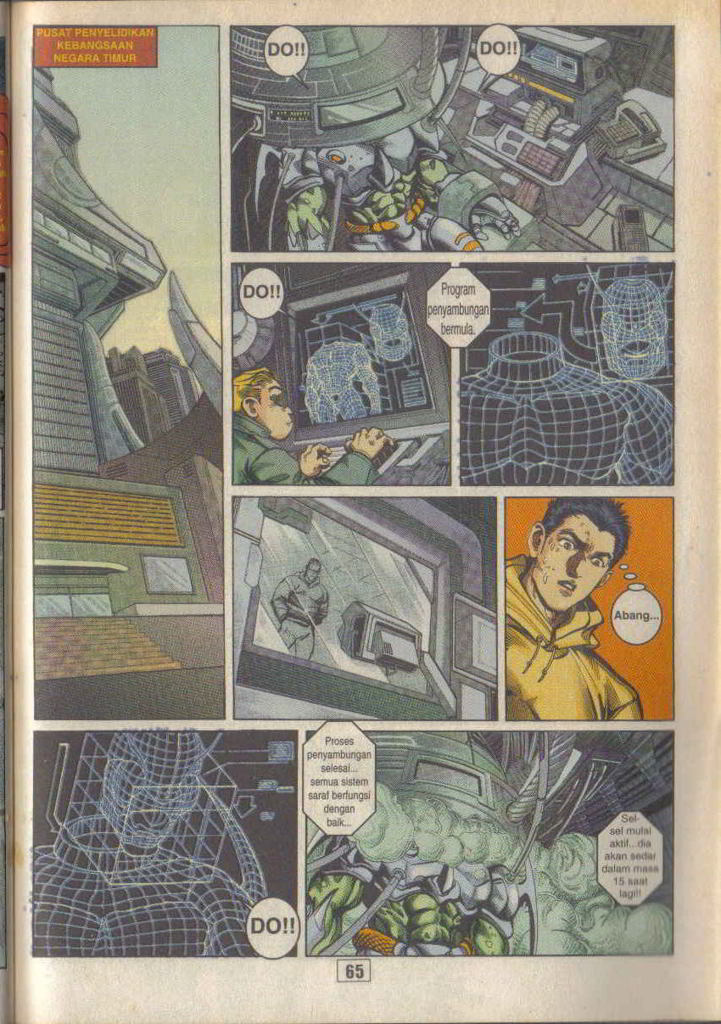 PUSAT PENYELIDIKAN
KEBANGSAAN
NEGARA TIMUR
DO!!
DO!!
DO!!
Program
penyambungan
bermula.
Abang...
DO!!
Proses
penyambungan
selesai...
semua sistem
saraf berfungsi
dengan
baik...
Sel-
sel mulai
aktif...dia
akan sedar
dalam masa
15 saat
lagi!!
65